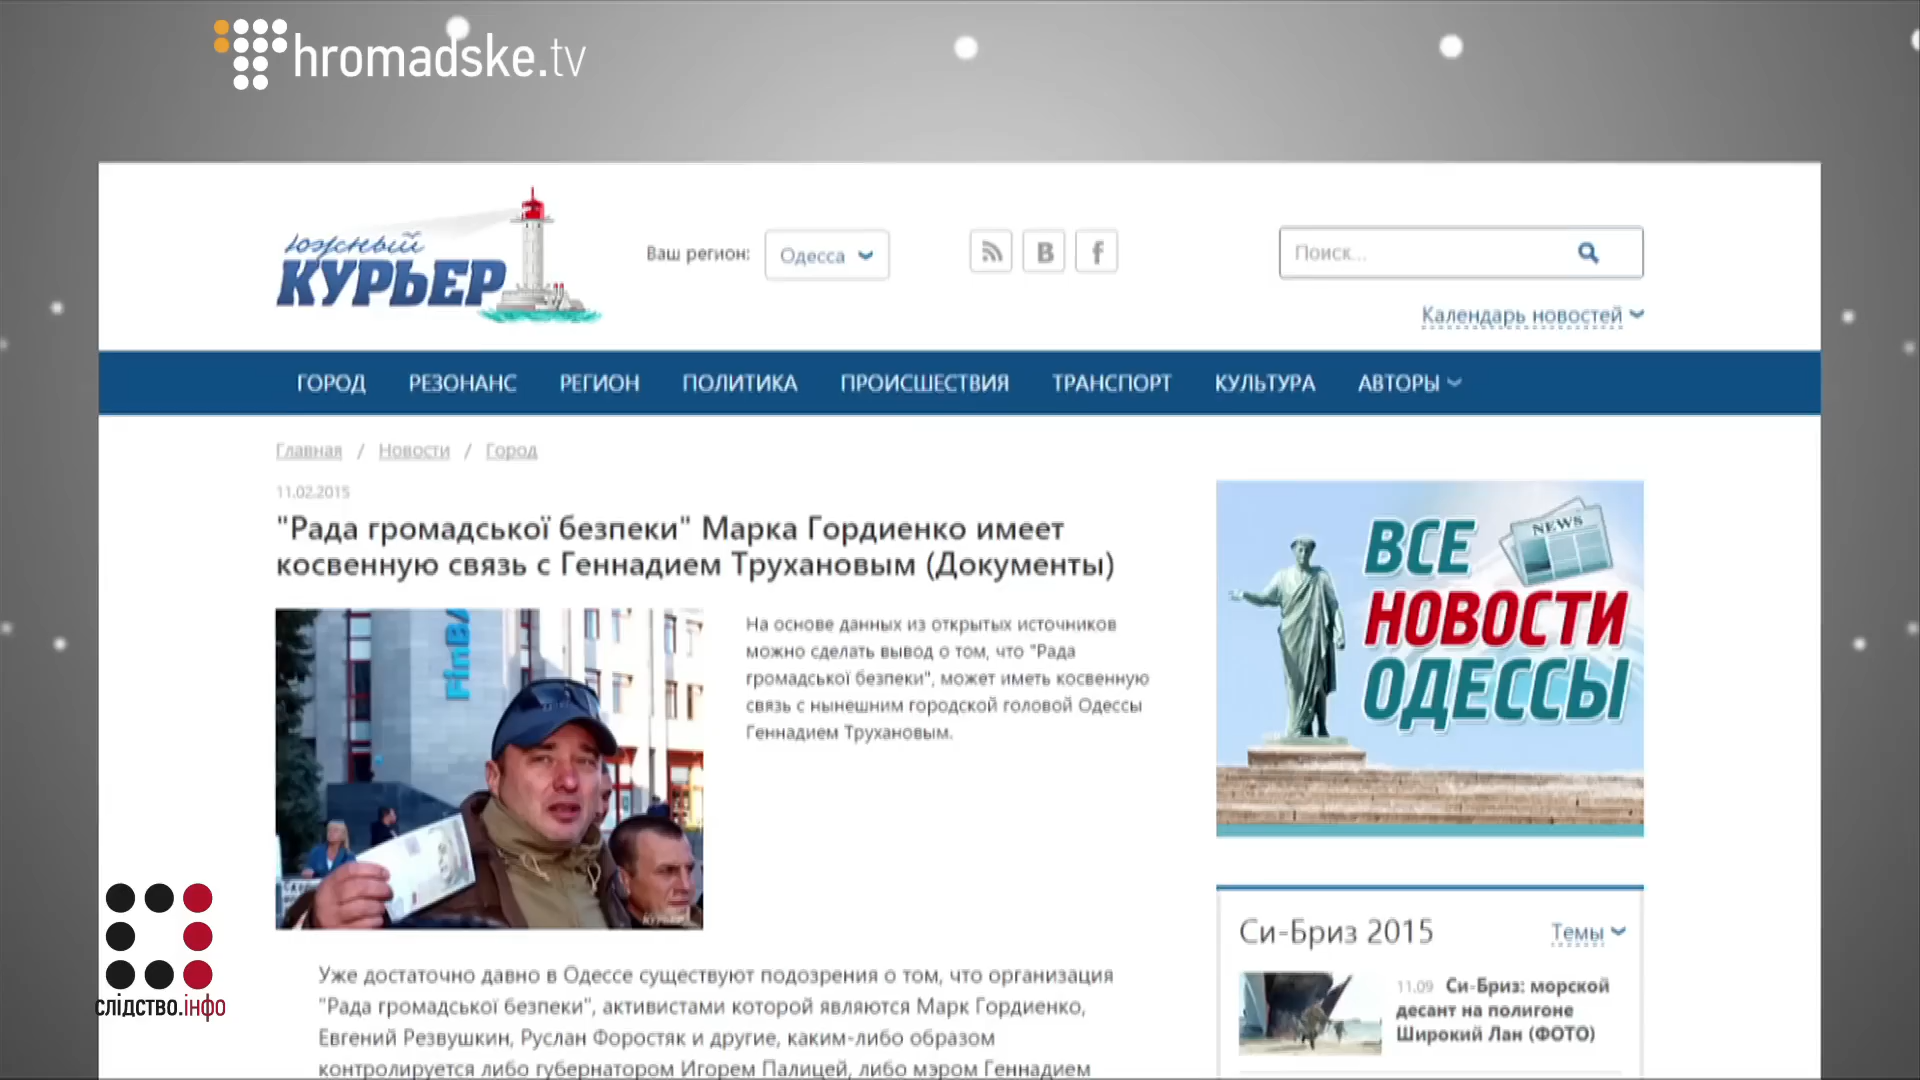 hromadske.tv
южный
КУРЬЕР
Ваш регион:
Одесса
В
f
Поиск...
Календарь новостей
ГОРОД РЕЗОНАНС РЕГИОН ПОЛИТИКА ПРОИСШЕСТВИЯ ТРАНСПОРТ КУЛЬТУРА АВТОРЫ
Главная / Новости / Город
11.02.2015
"Рада громадської безпеки" Марка Гордиенко имеет
косвенную связь с Геннадием Трухановым (Документы)
FinBA
На основе данных из открытых источников
можно сделать вывод о том, что "Рада
громадської безпеки", может иметь косвенную
связь с нынешним городской головой Одессы
Геннадием Трухановым.
КУРЬЕР
Уже достаточно давно в Одессе существуют подозрения о том, что организация
"Рада громадської безпеки", активистами которой являются Марк Гордиенко,
Евгений Резвушкин, Руслан Форостяк и другие, каким-либо образом
контролируется либо губернатором Игорем Палицей, либо мэром Геннадием
NEWS
ВСЕ
НОВОСТИ
ОДЕССЫ
Си-Бриз 2015
Темы
11.09 Си-Бриз: морской
десант на полигоне
Широкий Лан (ФОТО)
слідство.інфо